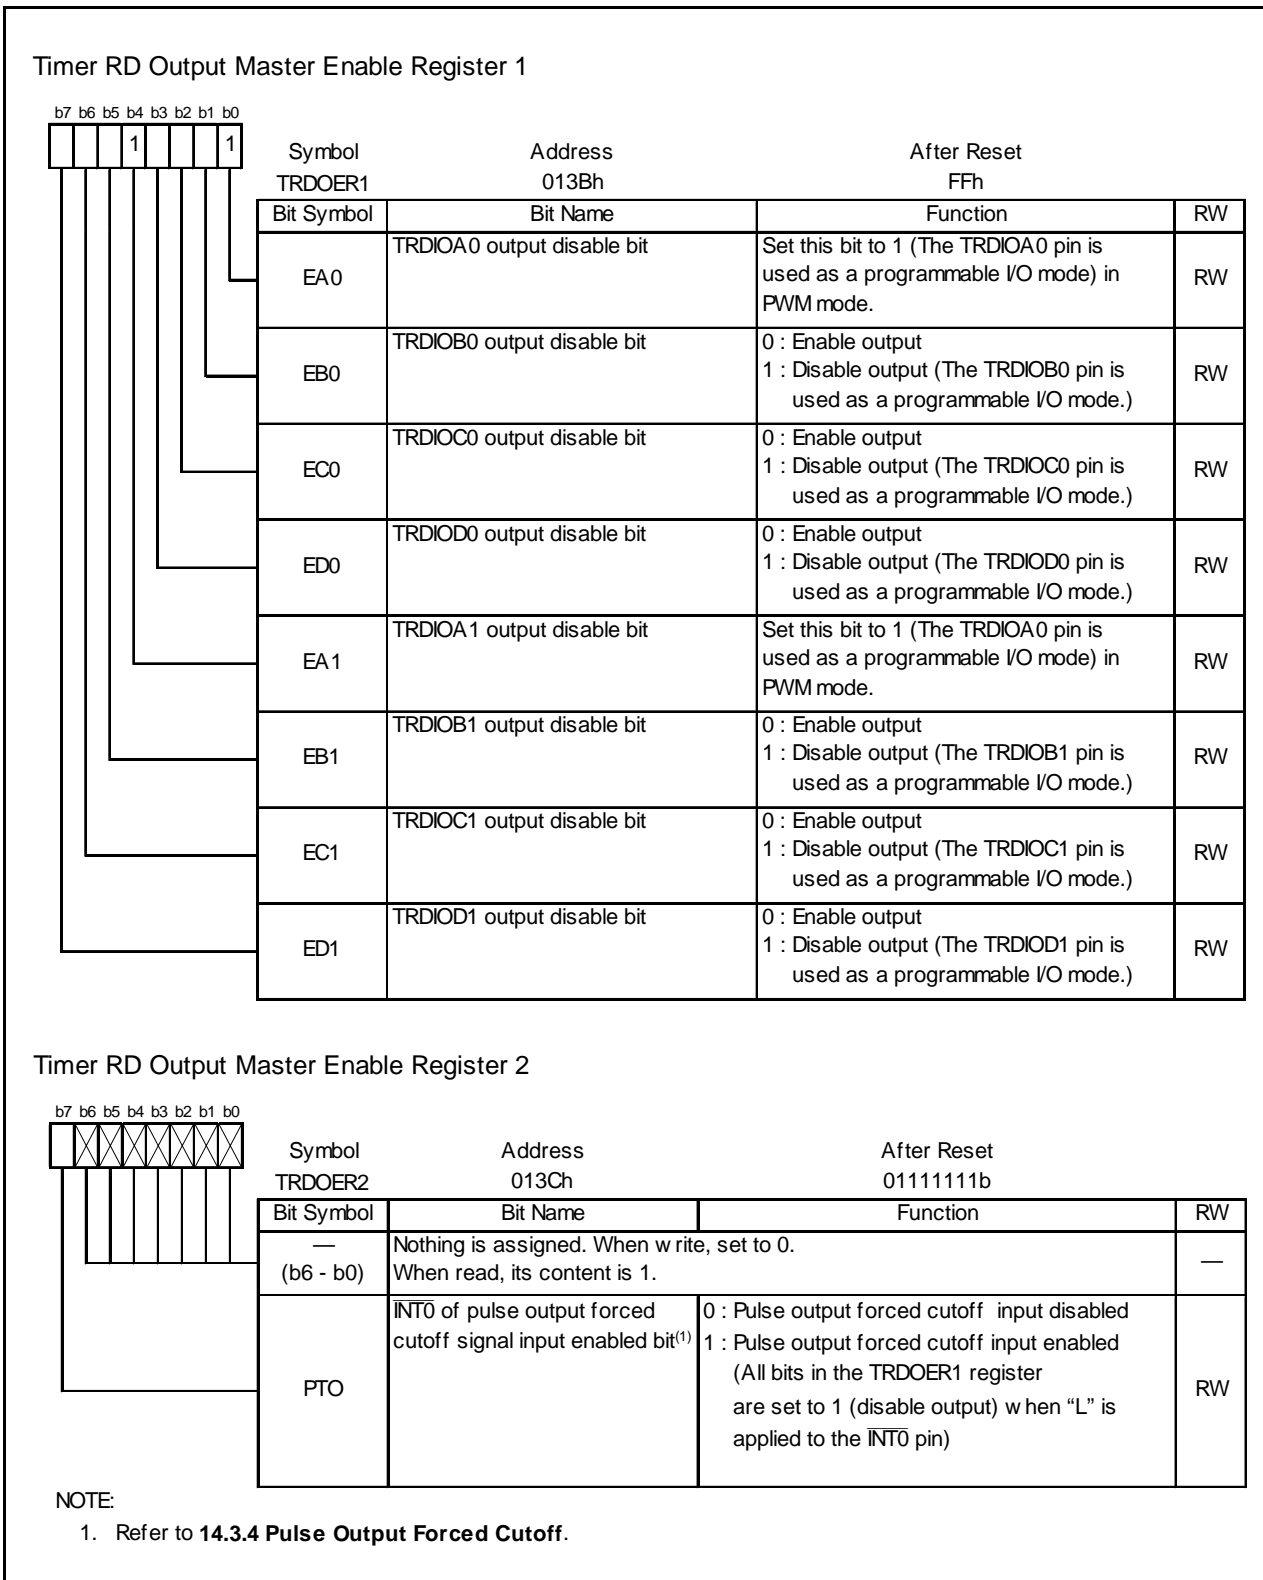 Timer RD Output Master Enable Register 1
b7 b6 b5 b4 b3 b2 b1 b0
1 1
Symbol Address After Reset
TRDOER1 013Bh FFh
Bit Symbol Bit Name Function RW
EA0 TRDIOA0 output disable bit Set this bit to 1 (The TRDIOA0 pin is
used as a programmable I/O mode) in
PWM mode. RW
EB0 TRDIOB0 output disable bit 0 : Enable output
1 : Disable output (The TRDIOB0 pin is
used as a programmable I/O mode.) RW
EC0 TRDIOC0 output disable bit 0 : Enable output
1 : Disable output (The TRDIOC0 pin is
used as a programmable I/O mode.) RW
ED0 TRDIOD0 output disable bit 0 : Enable output
1 : Disable output (The TRDIOD0 pin is
used as a programmable I/O mode.) RW
EA1 TRDIOA1 output disable bit Set this bit to 1 (The TRDIOA0 pin is
used as a programmable I/O mode) in
PWM mode. RW
EB1 TRDIOB1 output disable bit 0 : Enable output
1 : Disable output (The TRDIOB1 pin is
used as a programmable I/O mode.) RW
EC1 TRDIOC1 output disable bit 0 : Enable output
1 : Disable output (The TRDIOC1 pin is
used as a programmable I/O mode.) RW
ED1 TRDIOD1 output disable bit 0 : Enable output
1 : Disable output (The TRDIOD1 pin is
used as a programmable I/O mode.) RW
Timer RD Output Master Enable Register 2
b7 b6 b5 b4 b3 b2 b1 b0
Symbol Address After Reset
TRDOER2 013Ch 01111111b
Bit Symbol Bit Name Function RW
— Nothing is assigned. When write, set to 0.
(b6 - b0) When read, its content is 1. —
PTO INT0 of pulse output forced
cutoff signal input enabled bit(1)
0 : Pulse output forced cutoff input disabled
1 : Pulse output forced cutoff input enabled
(All bits in the TRDOER1 register
are set to 1 (disable output) when “L” is
applied to the INT0 pin) RW
NOTE:
1. Refer to 14.3.4 Pulse Output Forced Cutoff.